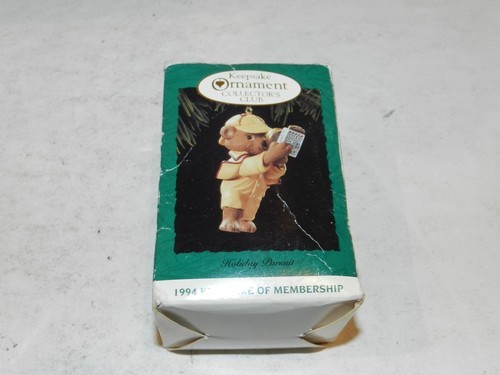 Keepsake
ORNAMENT
COLLECTOR'S
CLUB
Holiday Pursuit
1994 OF MEMBERSHIP